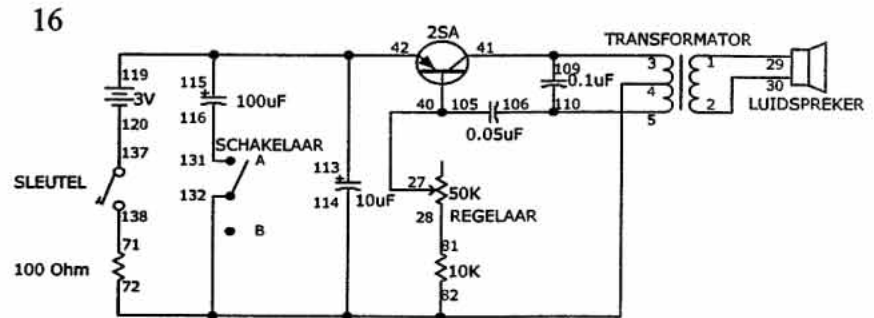 16
2SA
42
41
TRANSFORMATOR
119
3V
120
115
100uF
116
109
0.1uF
110
3
4
5
1
2
29
30
LUIDSPREKER
40
105
106
0.05uF
137
SLEUTEL
138
SCHAKELAAR
131
A
132
B
113
114
10uF
27
50K
28
REGELAAR
71
100 Ohm
72
81
10K
82